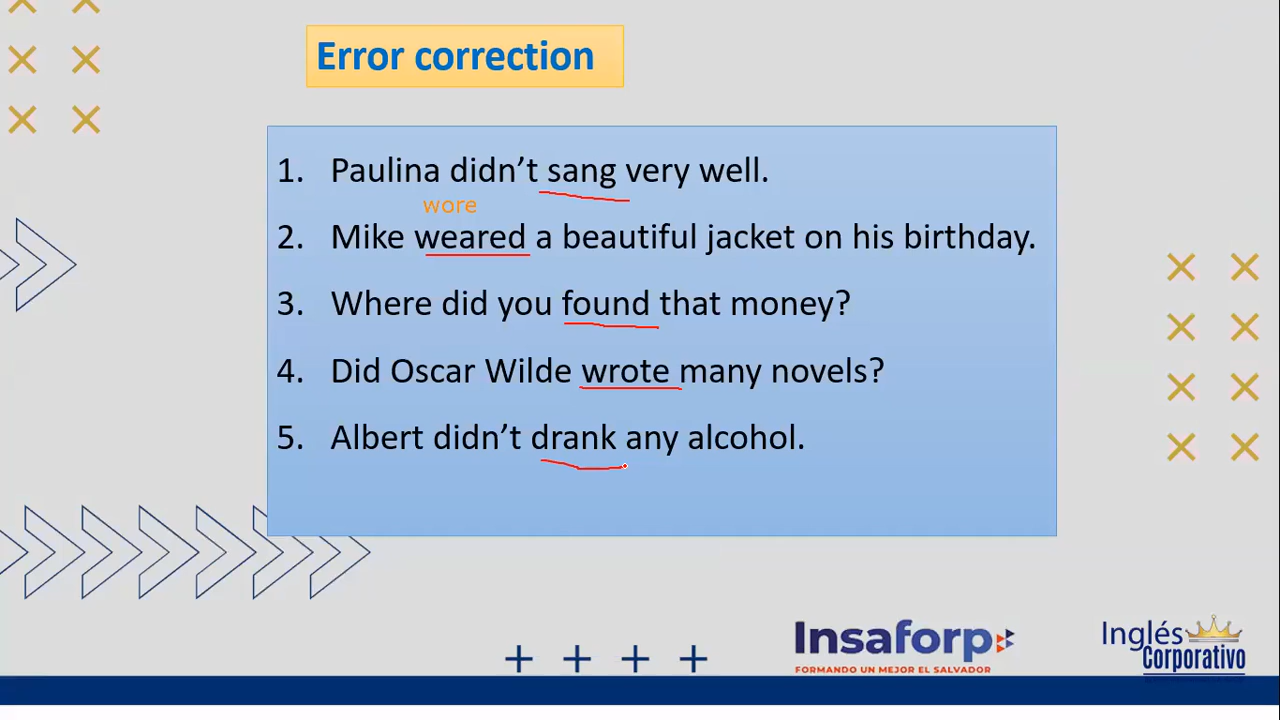 Error correction
1. Paulina didn’t sang very well.
wore
2. Mike weared a beautiful jacket on his birthday.
3. Where did you found that money?
4. Did Oscar Wilde wrote many novels?
5. Albert didn’t drank any alcohol.
Insaforp
FORMANDO UN MEJOR EL SALVADOR
Inglés
Corporativo